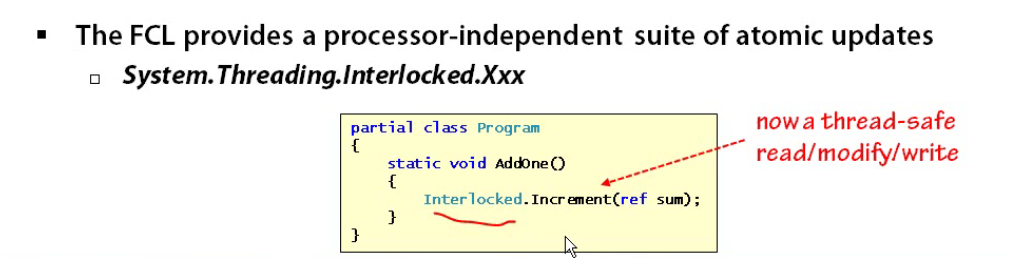 The FCL provides a processor-independent suite of atomic updates
System.Threading.Interlocked.Xxx
now a thread-safe
read/modify/write
partial class Program
{
    static void AddOne()
    {
        Interlocked.Increment(ref sum);
    }
}